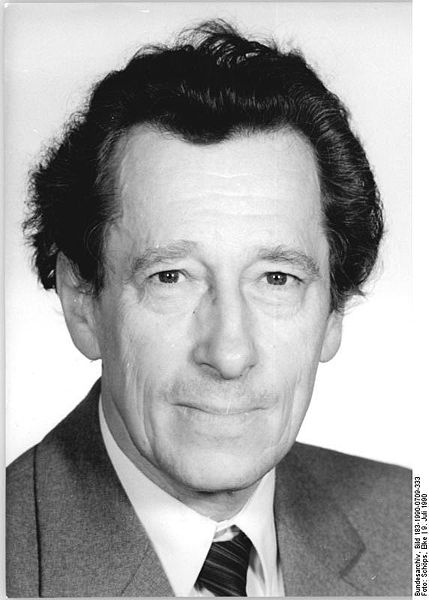 Bundesarchiv, Bild 183-1990-0709-333
Foto: Schöps, Elke | 9. Juli 1990